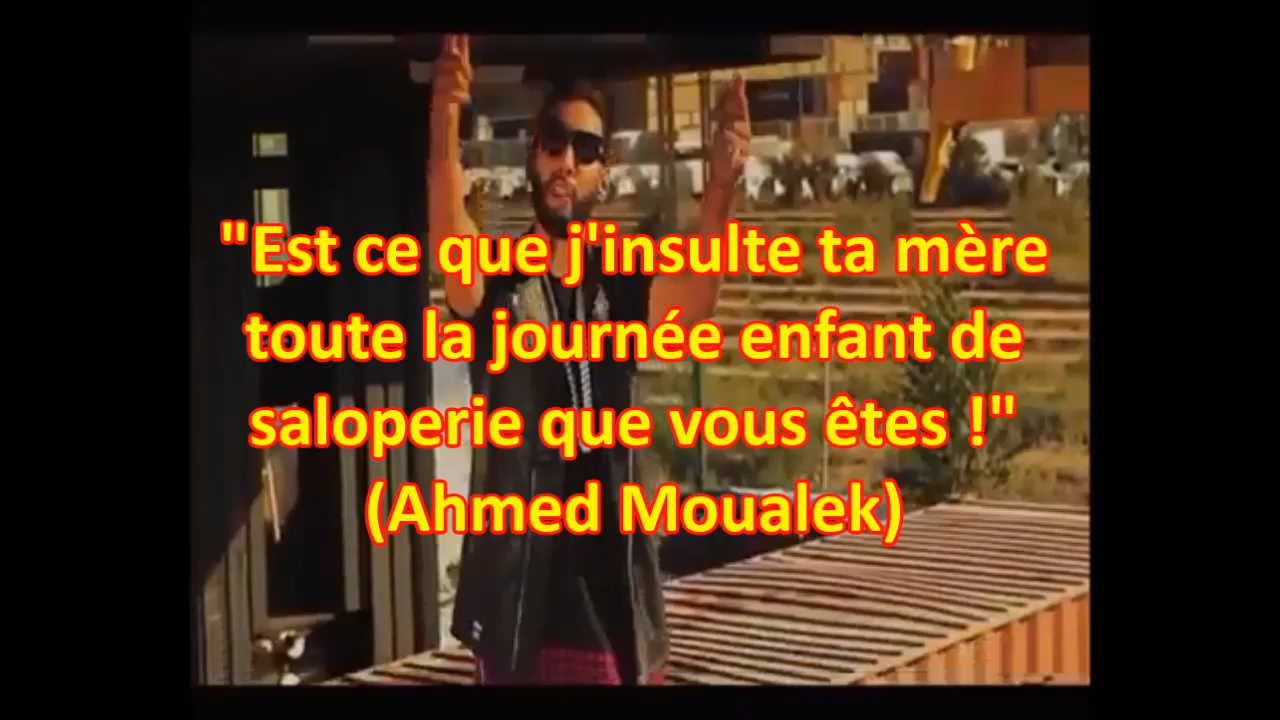 "Est ce que j'insulte ta mère
toute la journée enfant de
saloperie que vous êtes !"
(Ahmed Moualek)